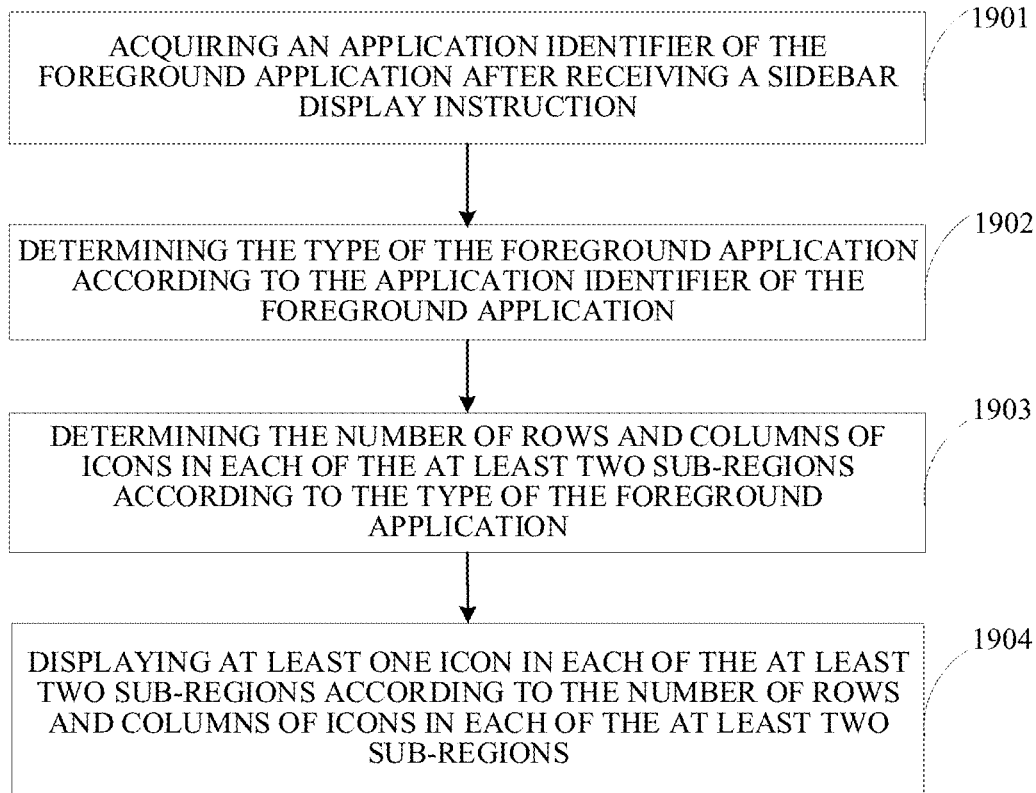 1901
ACQUIRING AN APPLICATION IDENTIFIER OF THE
FOREGROUND APPLICATION AFTER RECEIVING A SIDEBAR
DISPLAY INSTRUCTION
1902
DETERMINING THE TYPE OF THE FOREGROUND APPLICATION
ACCORDING TO THE APPLICATION IDENTIFIER OF THE
FOREGROUND APPLICATION
1903
DETERMINING THE NUMBER OF ROWS AND COLUMNS OF
ICONS IN EACH OF THE AT LEAST TWO SUB-REGIONS
ACCORDING TO THE TYPE OF THE FOREGROUND
APPLICATION
1904
DISPLAYING AT LEAST ONE ICON IN EACH OF THE AT LEAST
TWO SUB-REGIONS ACCORDING TO THE NUMBER OF ROWS
AND COLUMNS OF ICONS IN EACH OF THE AT LEAST TWO
SUB-REGIONS